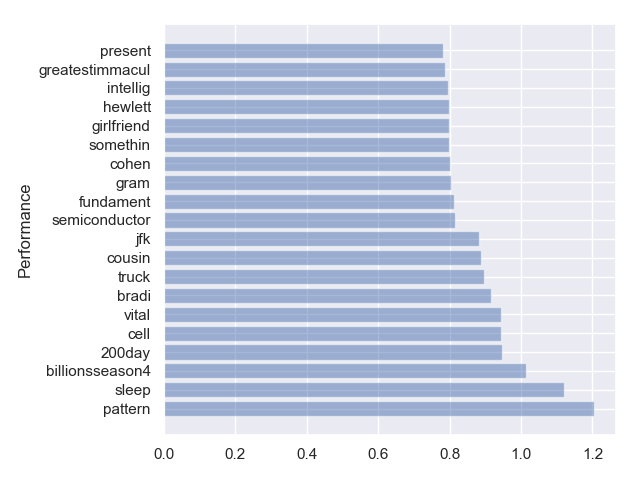 present
greatestimmacul
intellig
hewlett
girlfriend
somethin
cohen
gram
fundament
semiconductor
jfk
cousin
truck
bradi
vital
cell
200day
billionsseason4
sleep
pattern
Performance
0.0 0.2 0.4 0.6 0.8 1.0 1.2